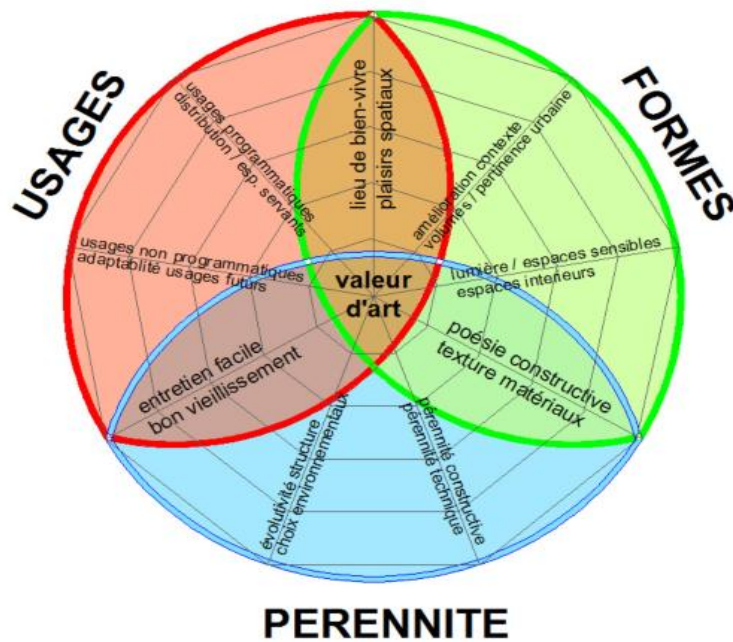 USAGES
FORMES
usages programmatiques
distribution / esp. servants
lieu de bien-vivre
plaisirs spatiaux
amélioration contexte
volumes / pertinence urbaine
usages non programmatiques
adaptablité usages futurs
valeur
d'art
lumière / espaces sensibles
espaces interieurs
entretien facile
bon vieillissement
poésie constructive
texture matériaux
évolutivité structure
choix environnementaux
pérennité constructive
pérennité technique
PERENNITE